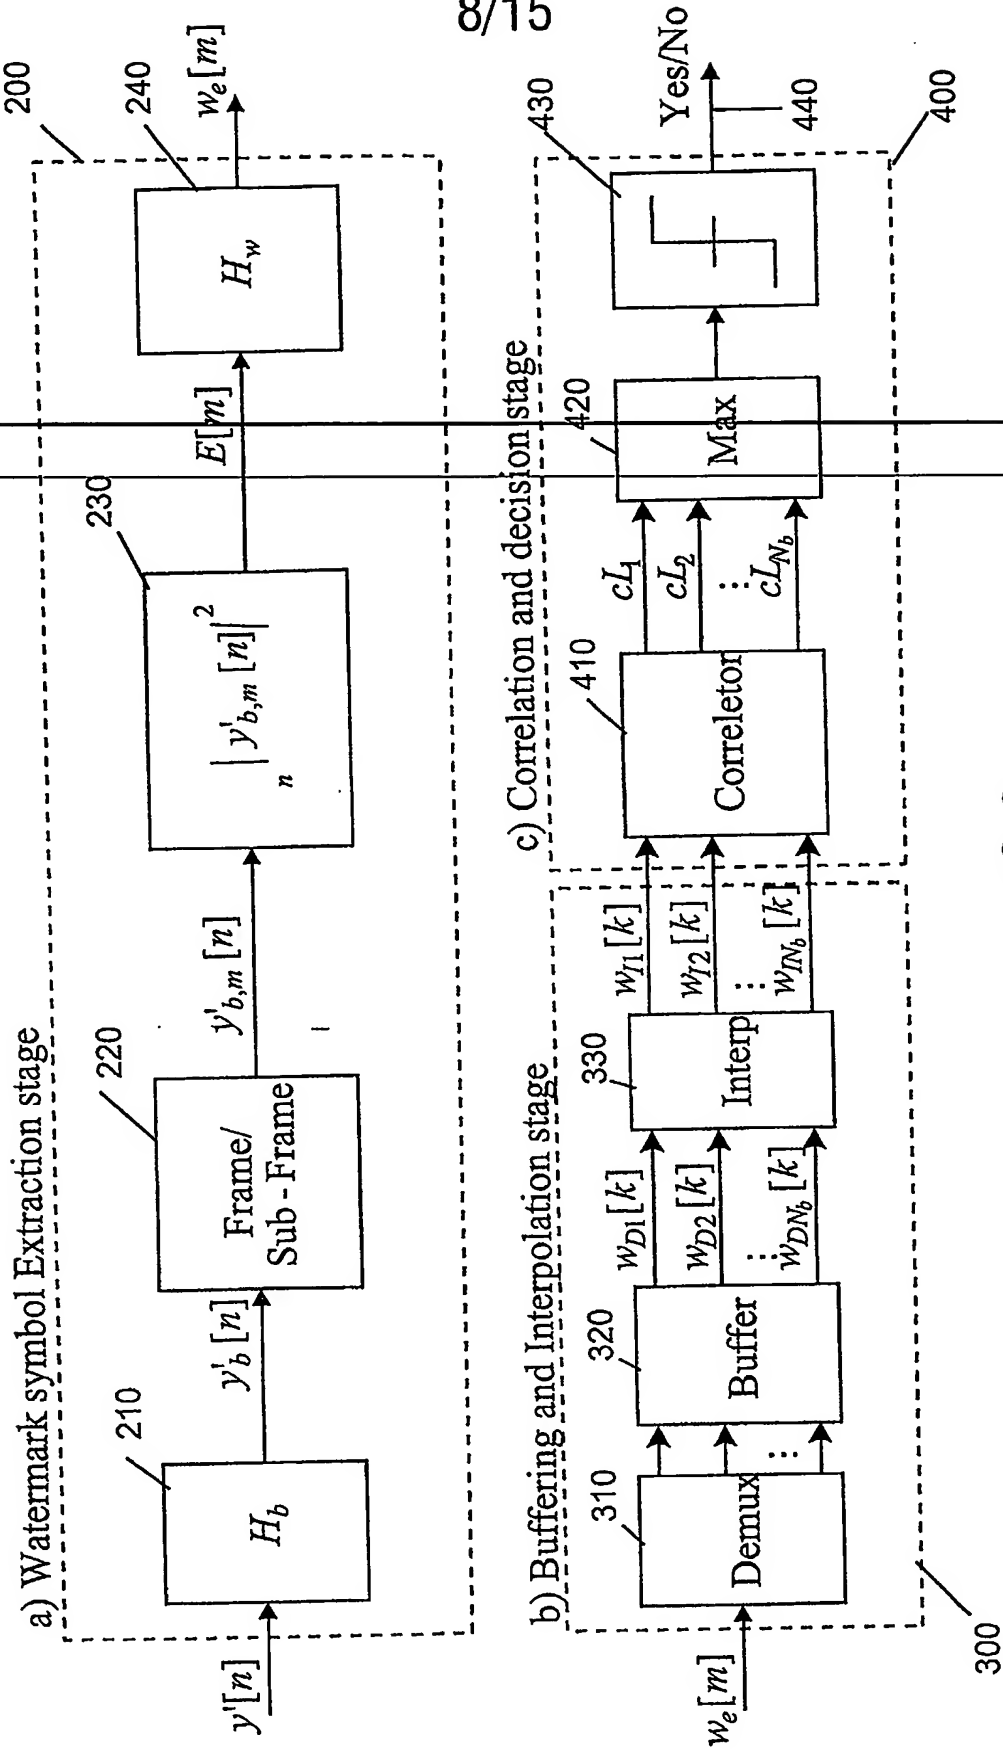 8/15
a) Watermark symbol Extraction stage
200
y'[n]
210
H_b
y'_b[n]
220
Frame/
Sub-Frame
y'_{b,m}[n]
230
|y'_{b,m}[n]|^2
n
E[m]
240
H_w
w_e[m]
b) Buffering and Interpolation stage
300
w_e[m]
310
Demux
⋮
320
Buffer
w_{D1}[k]
w_{D2}[k]
⋮
w_{DN_b}[k]
330
Interp
w_{I1}[k]
w_{I2}[k]
⋮
w_{IN_b}[k]
c) Correlation and decision stage
400
410
Correletor
cL_1
cL_2
⋮
cL_{N_b}
420
Max
430
Yes/No
440